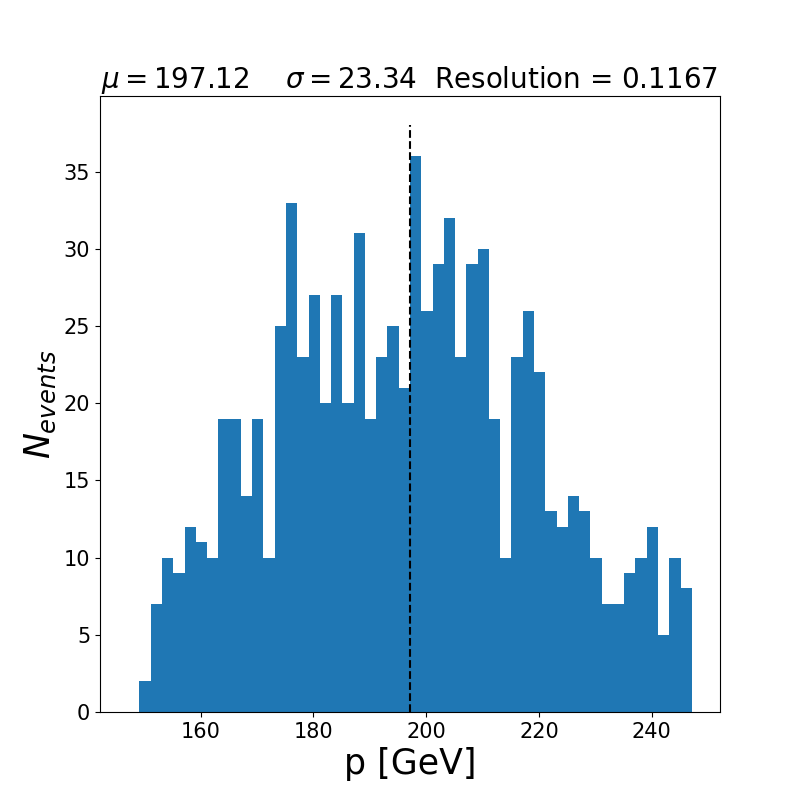 μ = 197.12 σ = 23.34 Resolution = 0.1167
35
30
25
20
15
10
5
0
N_events
160 180 200 220 240
p [GeV]